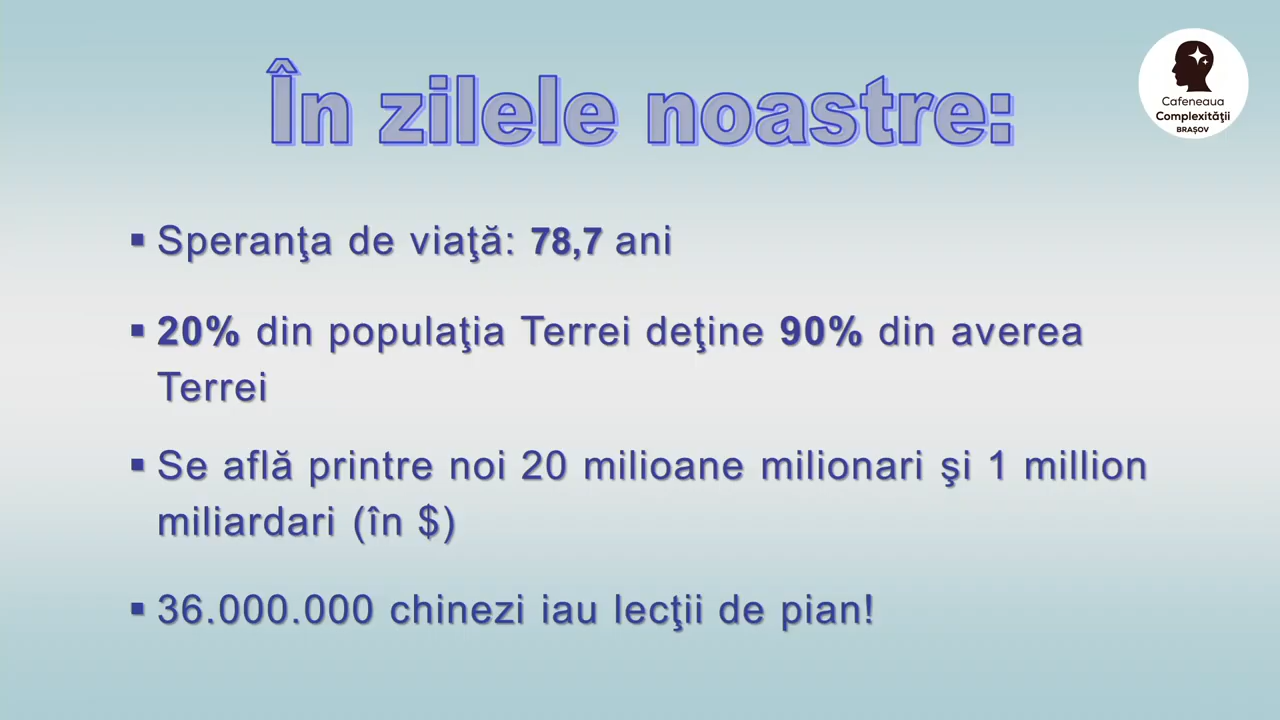 În zilele noastre:
Cafeneaua
Complexităţii
BRAŞOV
▪ Speranţa de viaţă: 78,7 ani
▪ 20% din populaţia Terrei deţine 90% din averea
Terrei
▪ Se află printre noi 20 milioane milionari şi 1 million
miliardari (în $)
▪ 36.000.000 chinezi iau lecţii de pian!